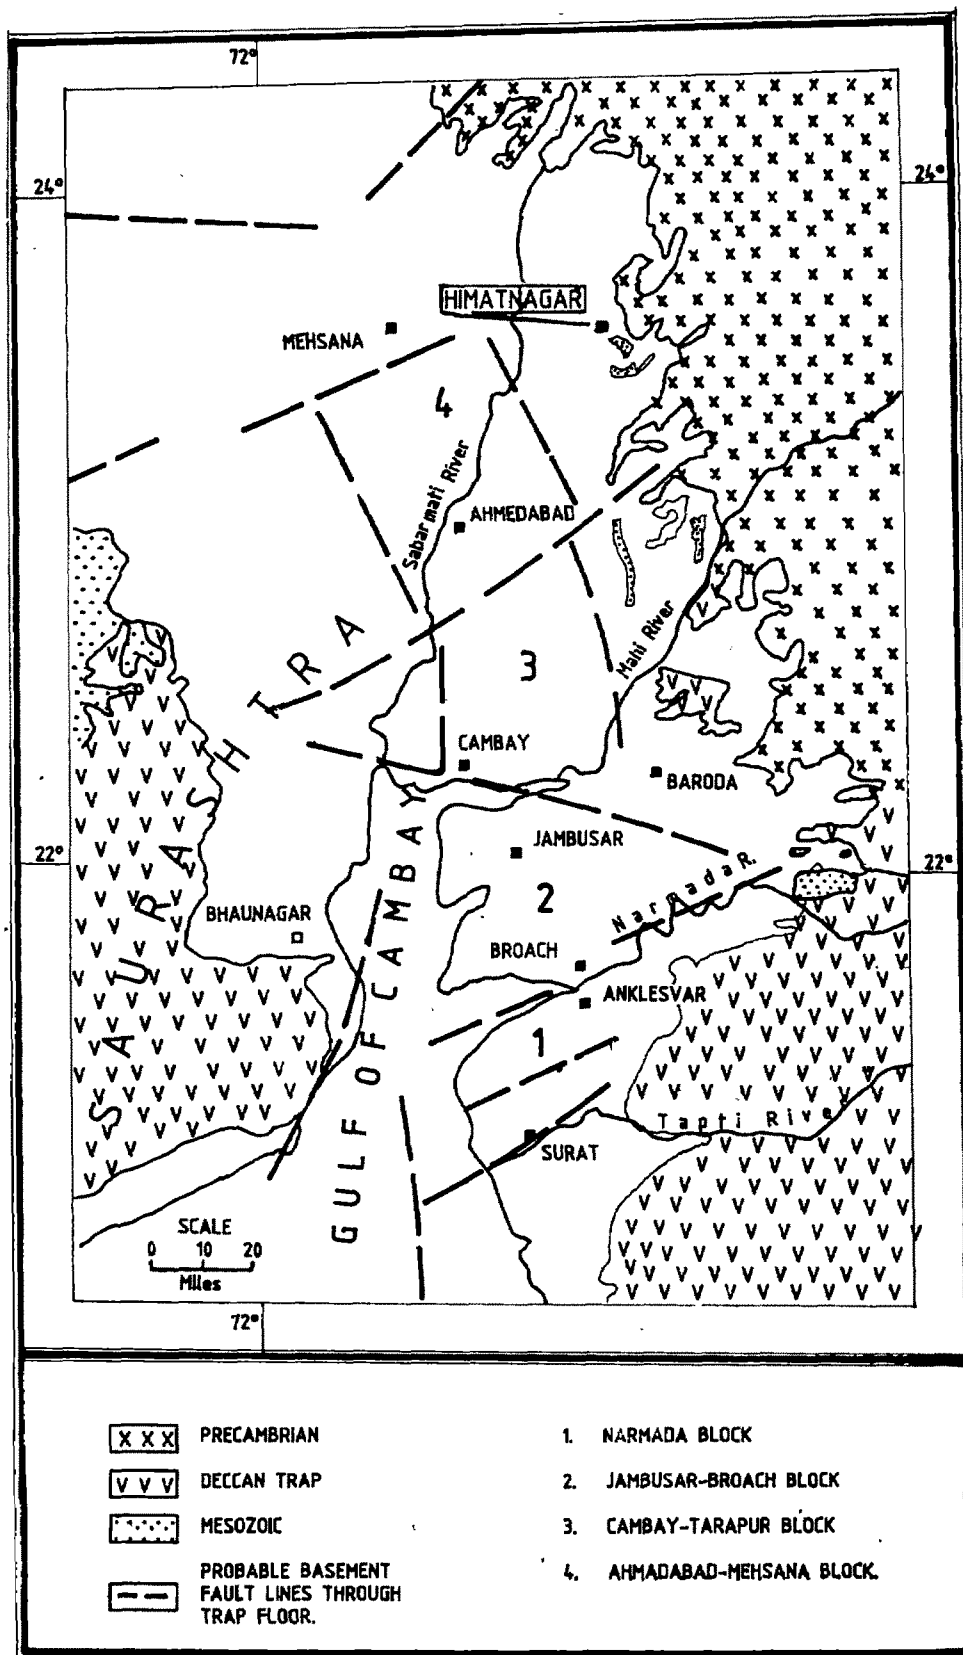 72°
24°
24°
HIMATNAGAR
MEHSANA
4
Sabarmati River
AHMEDABAD
3
Mahi River
CAMBAY
BARODA
JAMBUSAR
22°
22°
2
Narmada R.
BHAUNAGAR
BROACH
ANKLESVAR
1
SAURASHTRA
GULF OF CAMBAY
Tapti River
SURAT
SCALE
0 10 20
Miles
72°
X X X PRECAMBRIAN
V V V DECCAN TRAP
MESOZOIC
PROBABLE BASEMENT
FAULT LINES THROUGH
TRAP FLOOR.
1. NARMADA BLOCK
2. JAMBUSAR-BROACH BLOCK
3. CAMBAY-TARAPUR BLOCK
4. AHMADABAD-MEHSANA BLOCK.